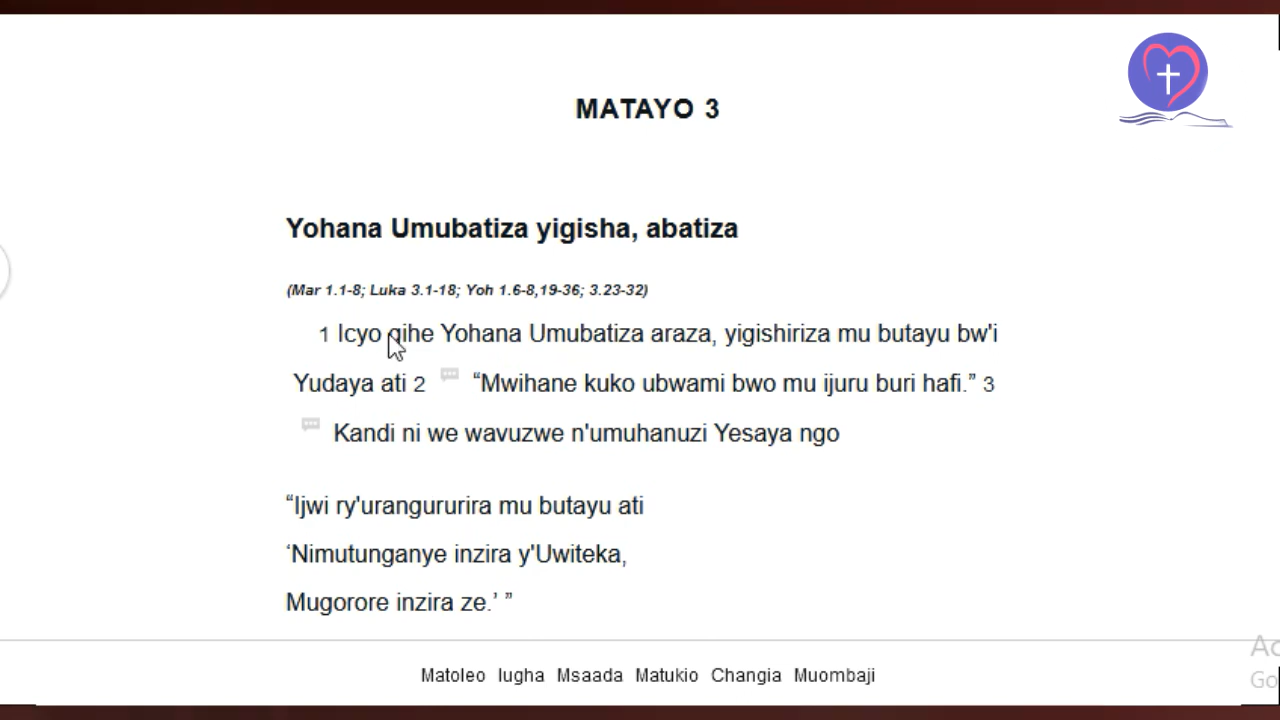 MATAYO 3
Yohana Umubatiza yigisha, abatiza
(Mar 1.1-8; Luka 3.1-18; Yoh 1.6-8,19-36; 3.23-32)
1 Icyo gihe Yohana Umubatiza araza, yigishiriza mu butayu bw'i
Yudaya ati 2 “Mwihane kuko ubwami bwo mu ijuru buri hafi.” 3
Kandi ni we wavuzwe n'umuhanuzi Yesaya ngo
“Ijwi ry'urangururira mu butayu ati
‘Nimutunganye inzira y'Uwiteka,
Mugorore inzira ze.’ ”
Matoleo lugha Msaada Matukio Changia Muombaji